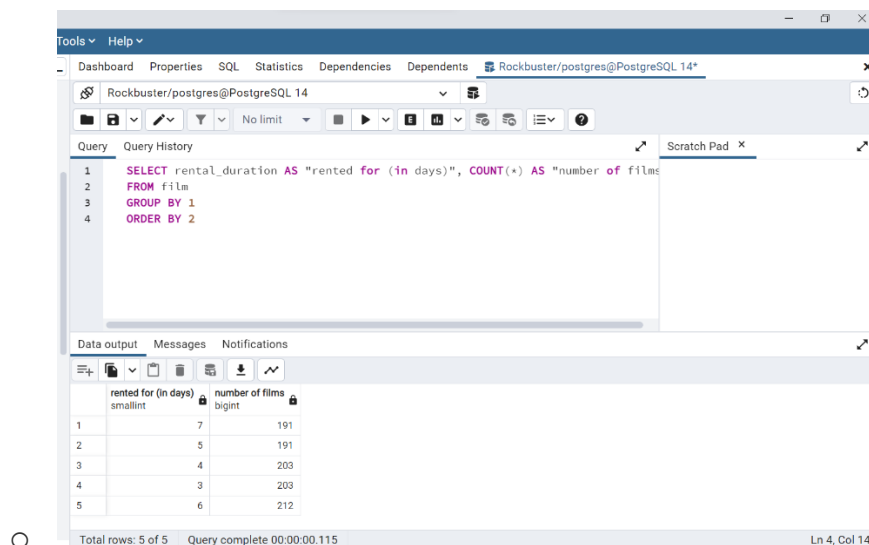 Tools Help
Dashboard Properties SQL Statistics Dependencies Dependents Rockbuster/postgres@PostgreSQL 14*
Rockbuster/postgres@PostgreSQL 14
No limit
Query Query History Scratch Pad
1 SELECT rental_duration AS "rented for (in days)", COUNT(*) AS "number of films
2 FROM film
3 GROUP BY 1
4 ORDER BY 2
Data output Messages Notifications
rented for (in days) number of films
smallint bigint
1 7 191
2 5 191
3 4 203
4 3 203
5 6 212
Total rows: 5 of 5 Query complete 00:00:00.115 Ln 4, Col 14